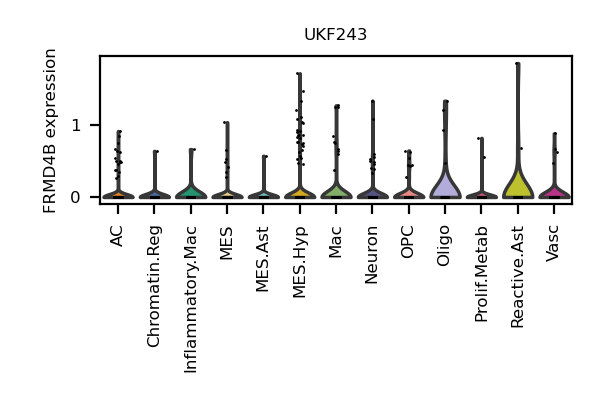 UKF243
FRMD4B expression
1
0
AC
Chromatin.Reg
Inflammatory.Mac
MES
MES.Ast
MES.Hyp
Mac
Neuron
OPC
Oligo
Prolif.Metab
Reactive.Ast
Vasc